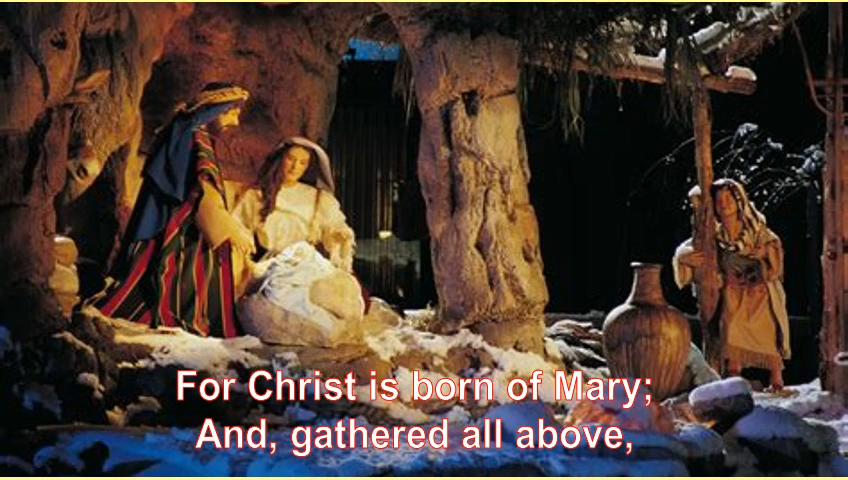 For Christ is born of Mary;
And, gathered all above,